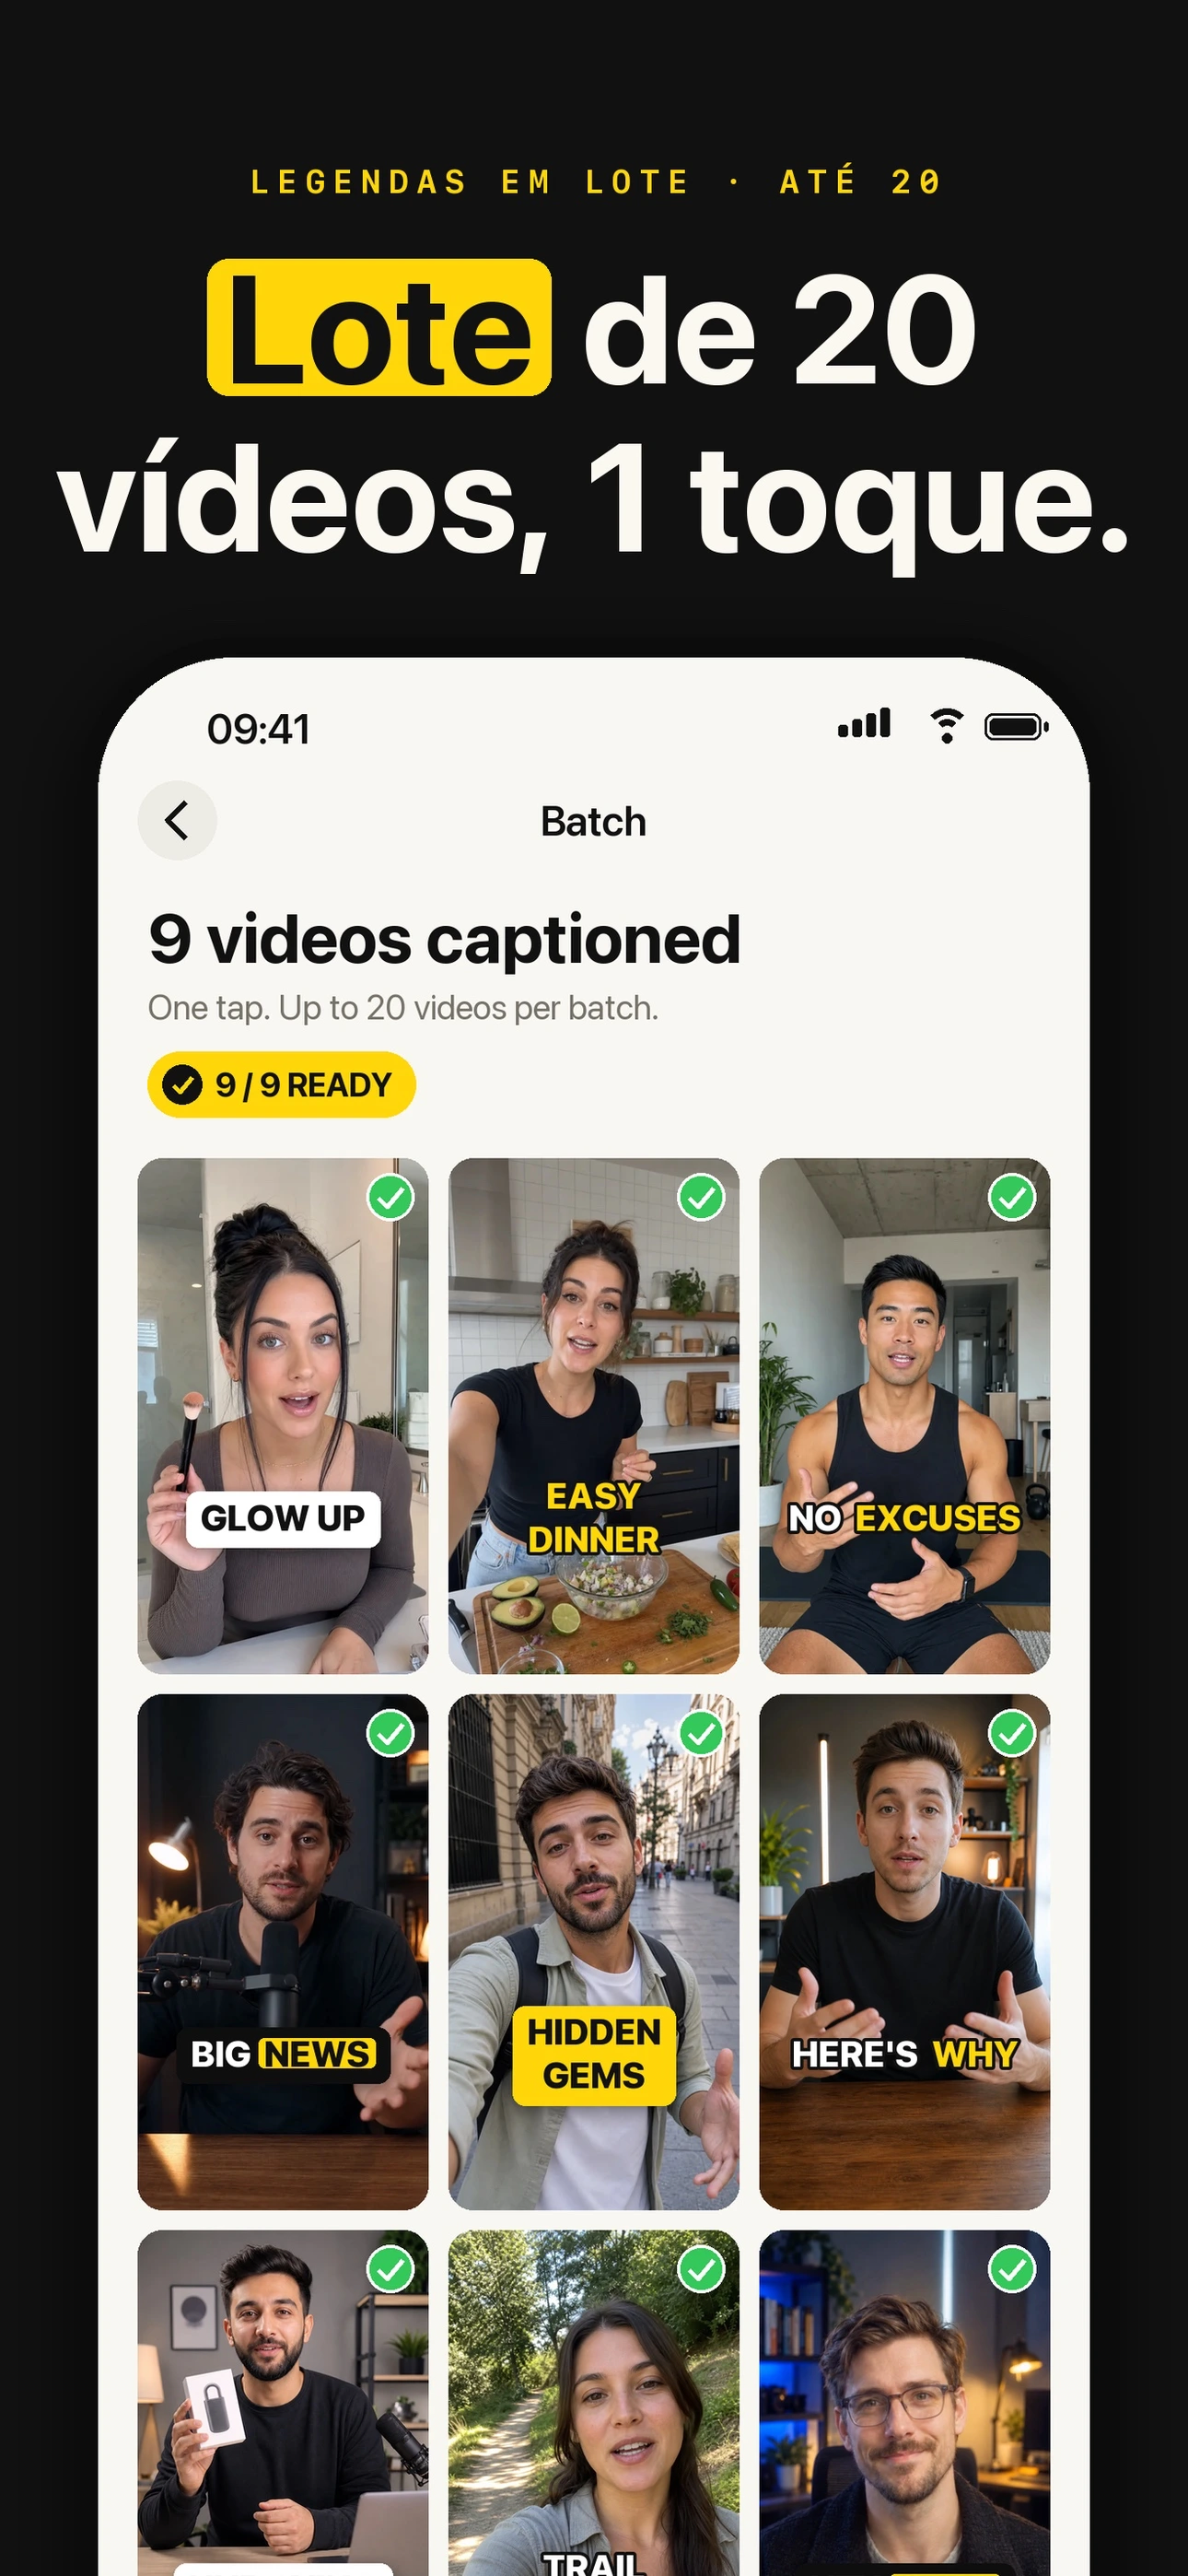 LEGENDAS EM LOTE · ATÉ 20
Lote de 20
vídeos, 1 toque.
09:41
Batch
9 videos captioned
One tap. Up to 20 videos per batch.
9 / 9 READY
GLOW UP
EASY
DINNER
NO EXCUSES
BIG NEWS
HIDDEN
GEMS
HERE'S WHY
TRAIL